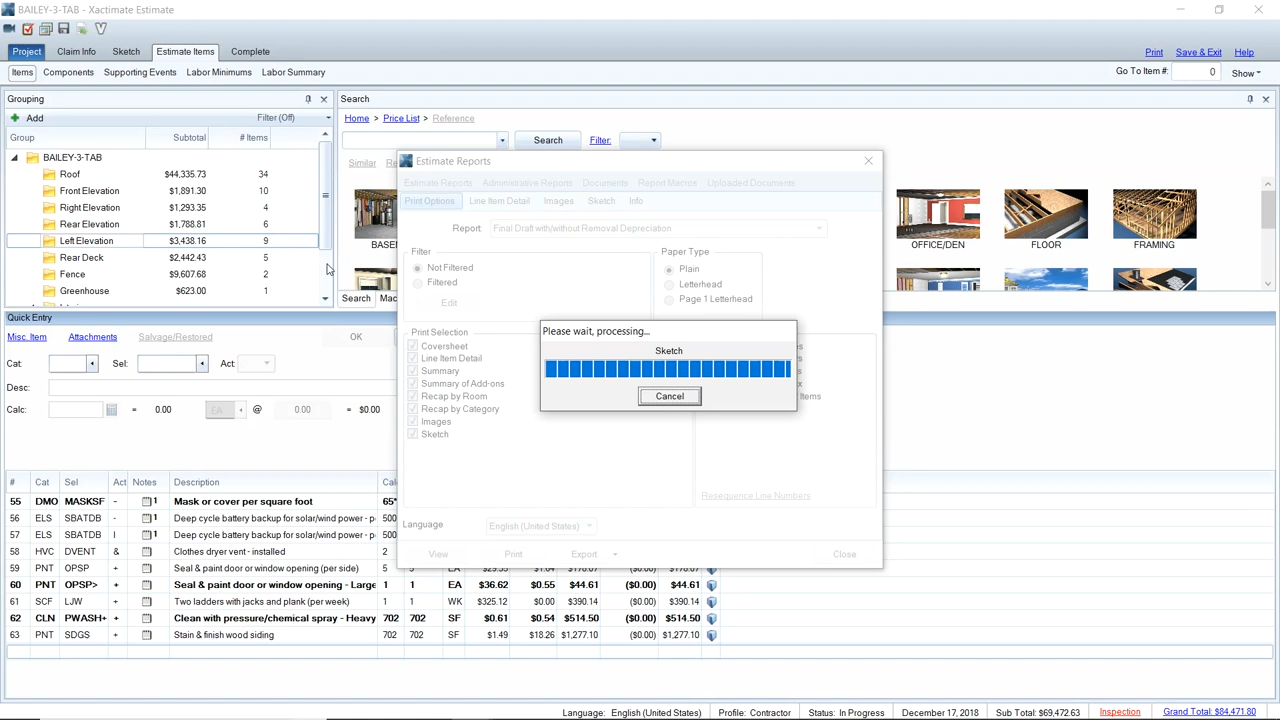 BAILEY-3-TAB - Xactimate Estimate
Project Claim Info Sketch Estimate Items Complete Print Save & Exit Help
Items Components Supporting Events Labor Minimums Labor Summary Go To Item #: 0 Show
Grouping
Add Filter (Off)
Group Subtotal # Items
BAILEY-3-TAB
Roof $44,335.73 34
Front Elevation $1,891.30 10
Right Elevation $1,293.35 4
Rear Elevation $1,788.81 6
Left Elevation $3,438.16 9
Rear Deck $2,442.43 5
Fence $9,607.68 2
Greenhouse $623.00 1
Search
Home > Price List > Reference
Search Filter:
Similar
OFFICE/DEN FLOOR FRAMING
Search
Estimate Reports
Estimate Reports Administrative Reports Documents Report Macros Uploaded Documents
Print Options Line Item Detail Images Sketch Info
Report Final Draft with/without Removal Depreciation
Filter
Not Filtered
Filtered
Edit
Paper Type
Plain
Letterhead
Page 1 Letterhead
Print Selection
Coversheet
Line Item Detail
Summary
Summary of Add-ons
Recap by Room
Recap by Category
Images
Sketch
Items
Resequence Line Numbers
Language English (United States)
View Print Export Close
Please wait, processing...
Sketch
Cancel
Quick Entry
Misc. Item Attachments Salvage/Restored OK
Cat: Sel: Act:
Desc:
Calc: = 0.00 EA @ 0.00 = $0.00
# Cat Sel Act Notes Description
55 DMO MASKSF - 1 Mask or cover per square foot 65*
56 ELS SBATDB - 1 Deep cycle battery backup for solar/wind power - p 500
57 ELS SBATDB I 1 Deep cycle battery backup for solar/wind power - p 500
58 HVC DVENT & Clothes dryer vent - installed 2
59 PNT OPSP + Seal & paint door or window opening (per side) 5 5 EA
60 PNT OPSP> + Seal & paint door or window opening - Large 1 1 EA $36.62 $0.55 $44.61 ($0.00) $44.61
61 SCF LJW + Two ladders with jacks and plank (per week) 1 1 WK $325.12 $0.00 $390.14 ($0.00) $390.14
62 CLN PWASH+ + Clean with pressure/chemical spray - Heavy 702 702 SF $0.61 $0.54 $514.50 ($0.00) $514.50
63 PNT SDGS + Stain & finish wood siding 702 702 SF $1.49 $18.26 $1,277.10 ($0.00) $1,277.10
Language: English (United States) Profile: Contractor Status: In Progress December 17, 2018 Sub Total: $69,472.63 Inspection Grand Total: $84,471.80